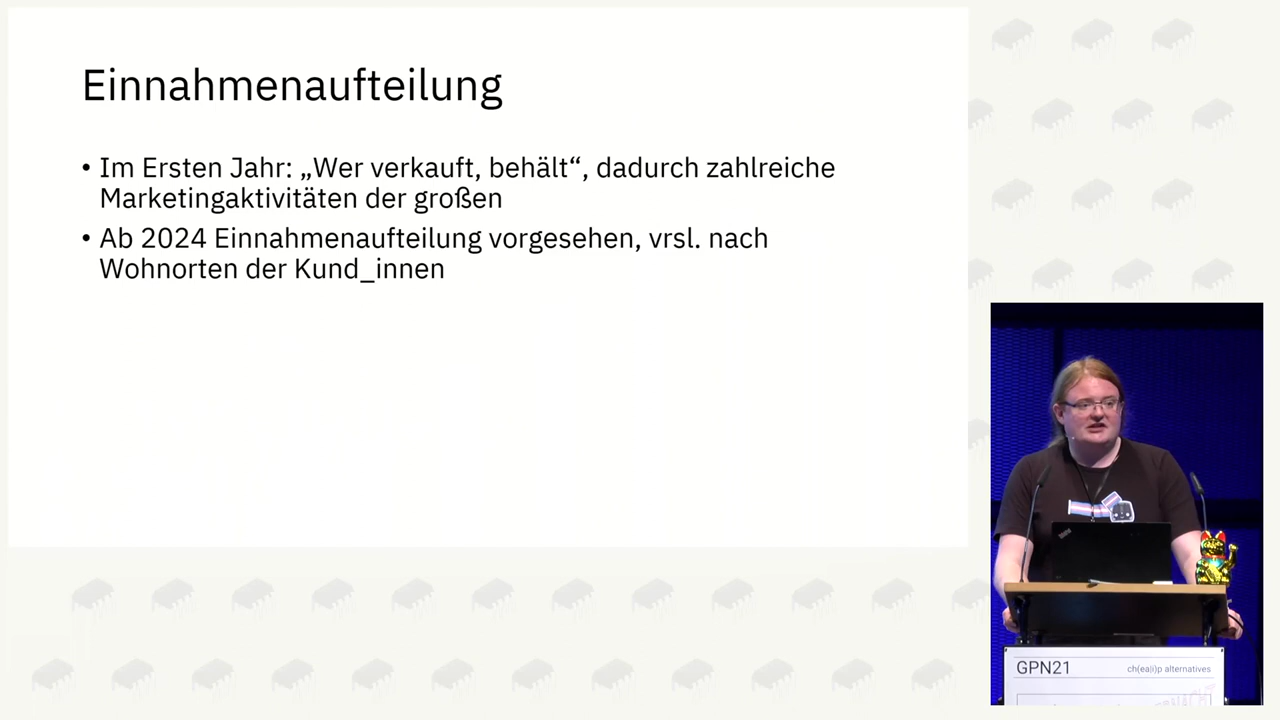 Einnahmenaufteilung
• Im Ersten Jahr: „Wer verkauft, behält“, dadurch zahlreiche
Marketingaktivitäten der großen
• Ab 2024 Einnahmenaufteilung vorgesehen, vrsl. nach
Wohnorten der Kund_innen
GPN21
ch(ea|i)p alternatives